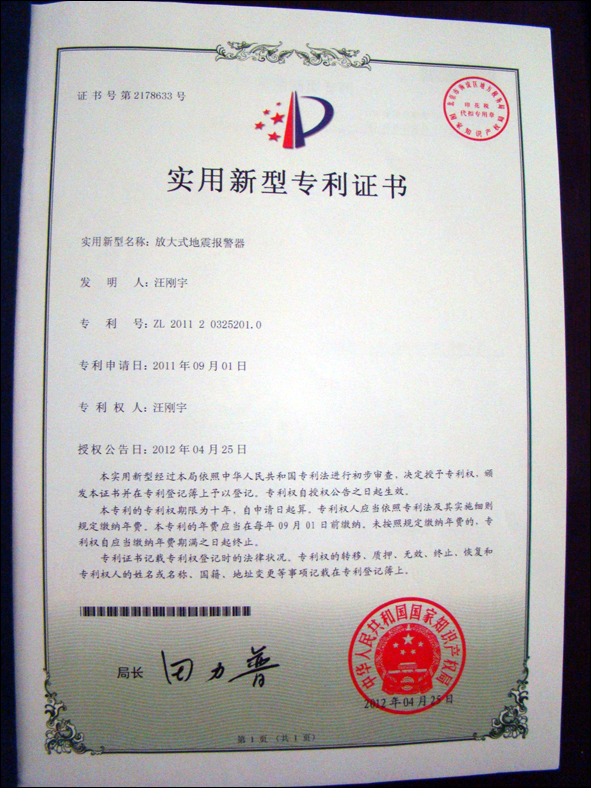 证书号第2178633号
印花税
代扣专用章
国家知识产权局
实用新型专利证书
实用新型名称：放大式地震报警器
发明人：汪刚宇
专利号：ZL 2011 2 0325201.0
专利申请日：2011年09月01日
专利权人：汪刚宇
授权公告日：2012年04月25日
本实用新型经过本局依照中华人民共和国专利法进行初步审查，决定授予专利权，颁
发本证书并在专利登记簿上予以登记。专利权自授权公告之日起生效。
本专利的专利权期限为十年，自申请日起算。专利权人应当依照专利法及其实施细则
规定缴纳年费。本专利的年费应当在每年09月01日前缴纳。未按照规定缴纳年费的，专
利权自应当缴纳年费期满之日起终止。
专利证书记载专利权登记时的法律状况。专利权的转移、质押、无效、终止、恢复和
专利权人的姓名或名称、国籍、地址变更等事项记载在专利登记簿上。
局长 田力普
中华人民共和国国家知识产权局
2012年04月25日
第1页（共1页）